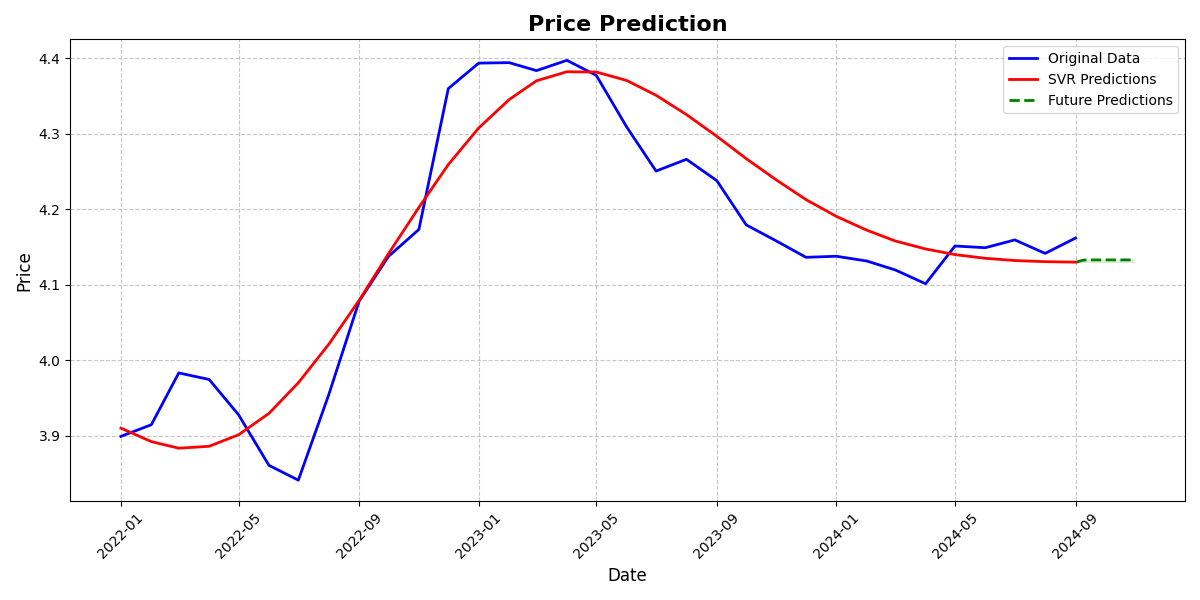 Price Prediction
Original Data
SVR Predictions
Future Predictions
Price
4.4
4.3
4.2
4.1
4.0
3.9
2022-01
2022-05
2022-09
2023-01
2023-05
2023-09
2024-01
2024-05
2024-09
Date